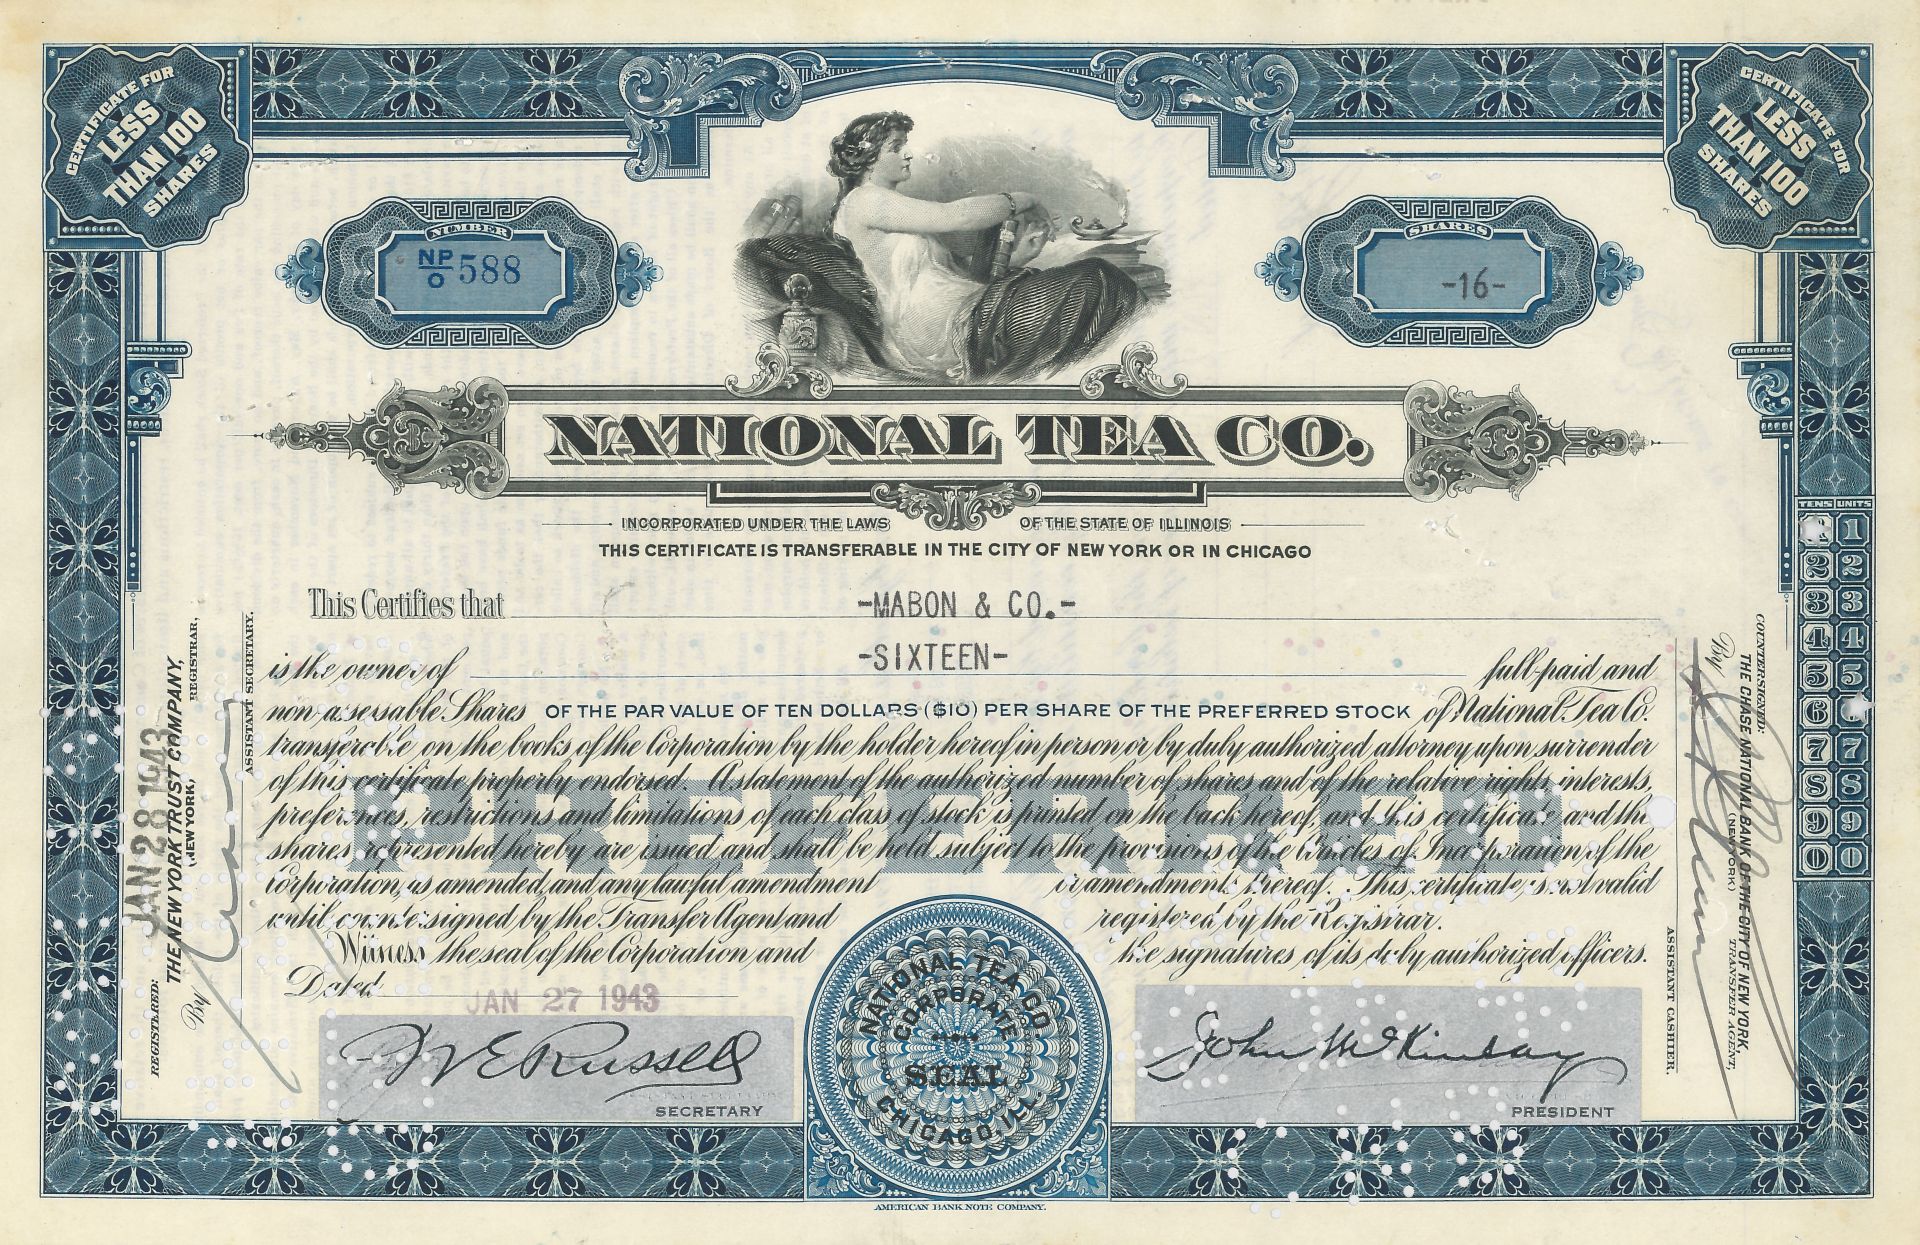 CERTIFICATE FOR
LESS
THAN 100
SHARES
CERTIFICATE FOR
LESS
THAN 100
SHARES
NUMBER
NP/O 588
SHARES
-16-
NATIONAL TEA CO.
INCORPORATED UNDER THE LAWS OF THE STATE OF ILLINOIS
THIS CERTIFICATE IS TRANSFERABLE IN THE CITY OF NEW YORK OR IN CHICAGO
This Certifies that -MABON & CO.-
-SIXTEEN-
is the owner of full-paid and
non-assessable Shares OF THE PAR VALUE OF TEN DOLLARS ($10) PER SHARE OF THE PREFERRED STOCK of National Tea Co.
transferable on the books of the Corporation by the holder hereof in person or by duly authorized attorney upon surrender
of this certificate properly endorsed. A statement of the authorized number of shares and of the relative rights, interests,
preferences, restrictions and limitations of each class of stock is printed on the back hereof, and this certificate and the
shares represented hereby are issued and shall be held subject to the provisions of the Articles of Incorporation of the
Corporation, as amended, and any lawful amendment or amendments thereof. This certificate is not valid
until countersigned by the Transfer Agent and registered by the Registrar.
Witness the seal of the Corporation and the signatures of its duly authorized officers.
PREFERRED
Dated JAN 27 1943
J V E Russell
SECRETARY
NATIONAL TEA CO.
CORPORATE
SEAL
CHICAGO, ILL.
John McKinlay
PRESIDENT
AMERICAN BANK NOTE COMPANY.
REGISTERED:
JAN 28 1943
THE NEW YORK TRUST COMPANY,
(NEW YORK) REGISTRAR,
By
ASSISTANT SECRETARY.
COUNTERSIGNED:
THE CHASE NATIONAL BANK OF THE CITY OF NEW YORK,
(NEW YORK) TRANSFER AGENT,
By
ASSISTANT CASHIER.
TENS UNITS
1
2 2
3 3
4 4
5 5
6
7 7
8 8
9 9
0 0